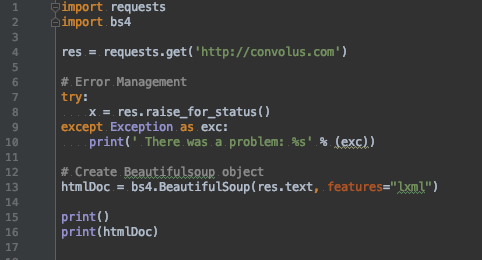 1 import requests
2 import bs4
3
4 res = requests.get('http://convolus.com')
5
6 # Error Management
7 try:
8     x = res.raise_for_status()
9 except Exception as exc:
10     print(' There was a problem: %s' % (exc))
11
12 # Create Beautifulsoup object
13 htmlDoc = bs4.BeautifulSoup(res.text, features="lxml")
14
15 print()
16 print(htmlDoc)
17